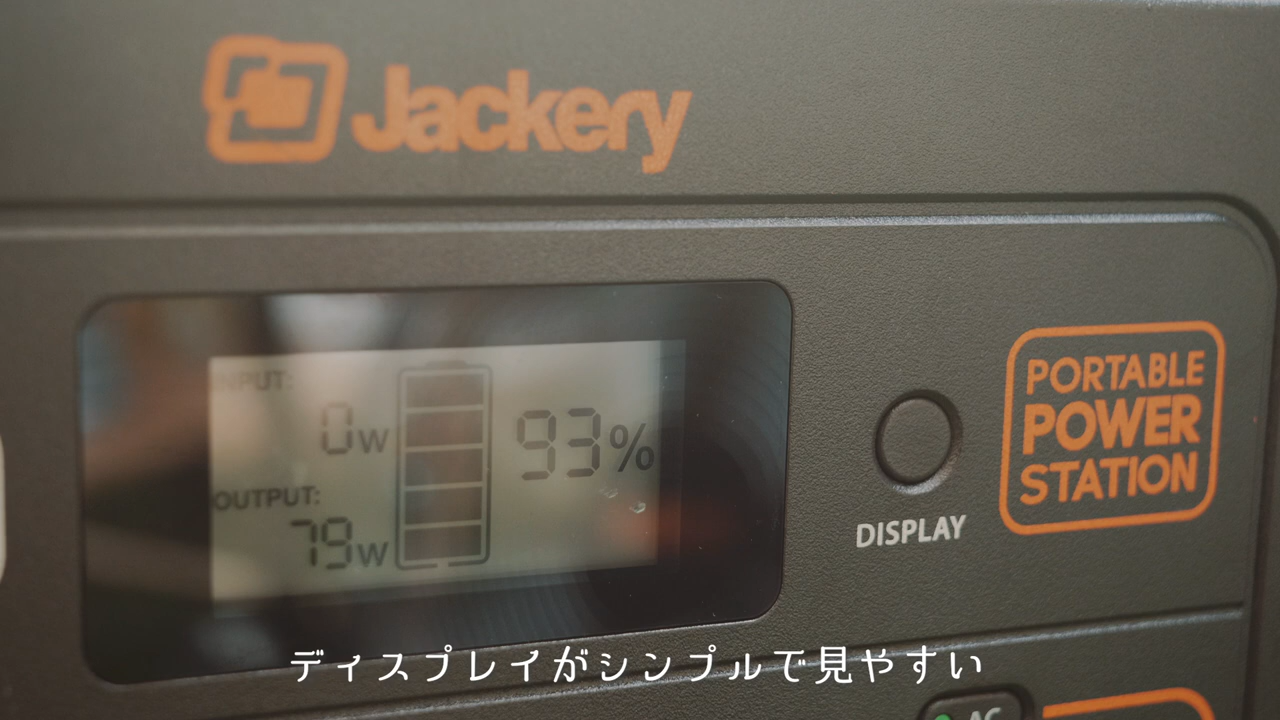 Jackery
INPUT:
0W
93%
OUTPUT:
79W
DISPLAY
PORTABLE
POWER
STATION
ディスプレイがシンプルで見やすい
AC